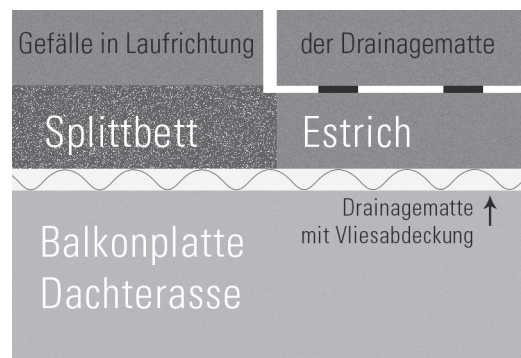 Gefälle in Laufrichtung der Drainagematte
Splittbett
Estrich
Drainagematte
mit Vliesabdeckung
Balkonplatte
Dachterasse